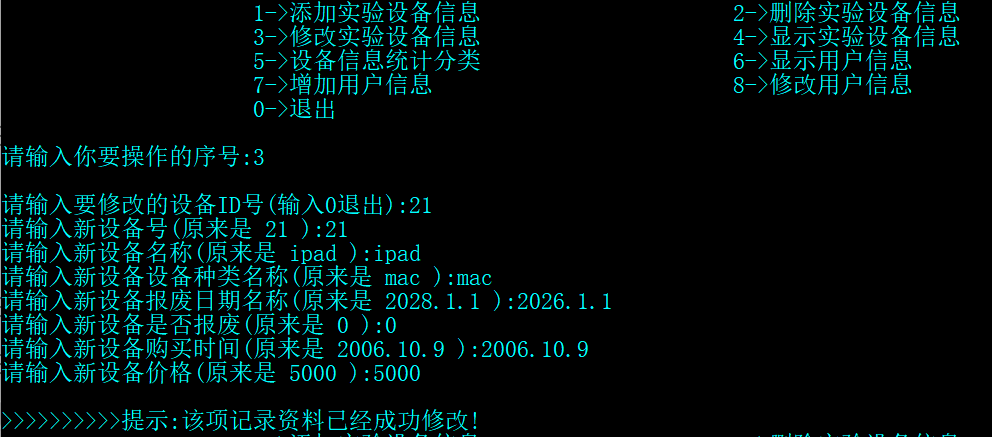 1->添加实验设备信息 2->删除实验设备信息
3->修改实验设备信息 4->显示实验设备信息
5->设备信息统计分类 6->显示用户信息
7->增加用户信息 8->修改用户信息
0->退出
请输入你要操作的序号:3
请输入要修改的设备ID号(输入0退出):21
请输入新设备号(原来是 21 ):21
请输入新设备名称(原来是 ipad ):ipad
请输入新设备设备种类名称(原来是 mac ):mac
请输入新设备报废日期名称(原来是 2028.1.1 ):2026.1.1
请输入新设备是否报废(原来是 0 ):0
请输入新设备购买时间(原来是 2006.10.9 ):2006.10.9
请输入新设备价格(原来是 5000 ):5000
>>>>>>>>>>提示:该项记录资料已经成功修改!